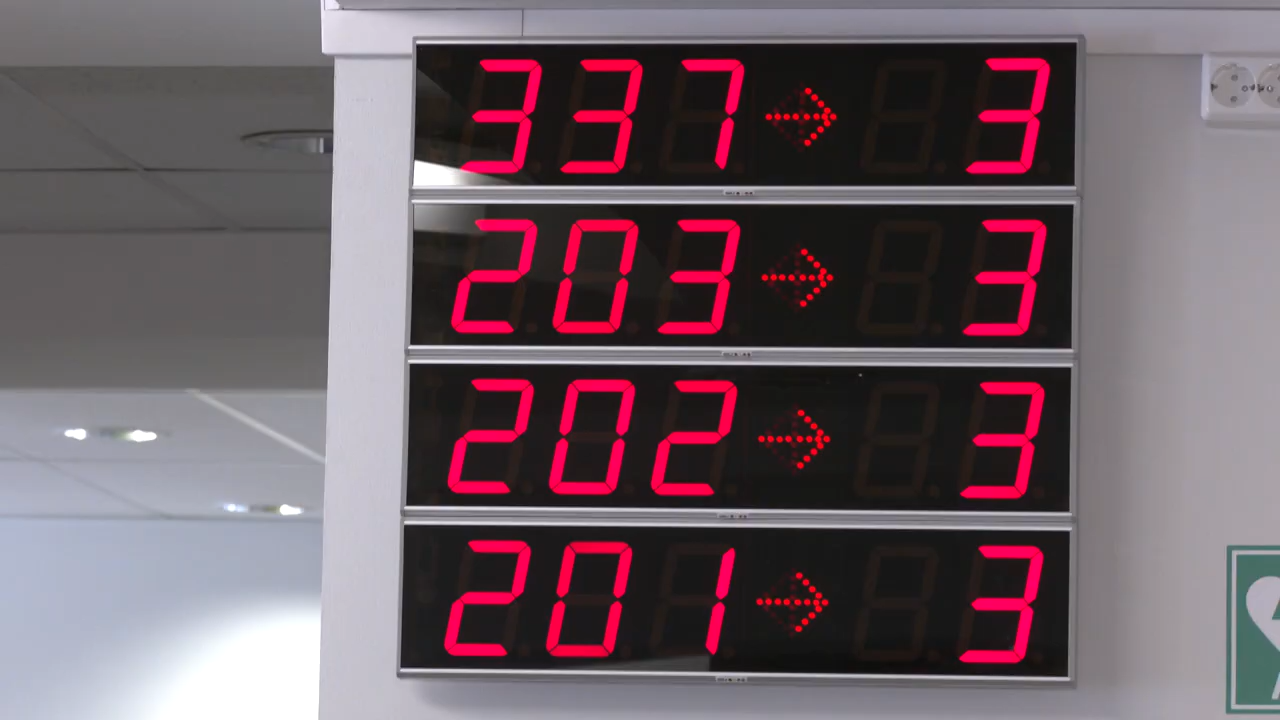 337 → 3
203 → 3
202 → 3
201 → 3